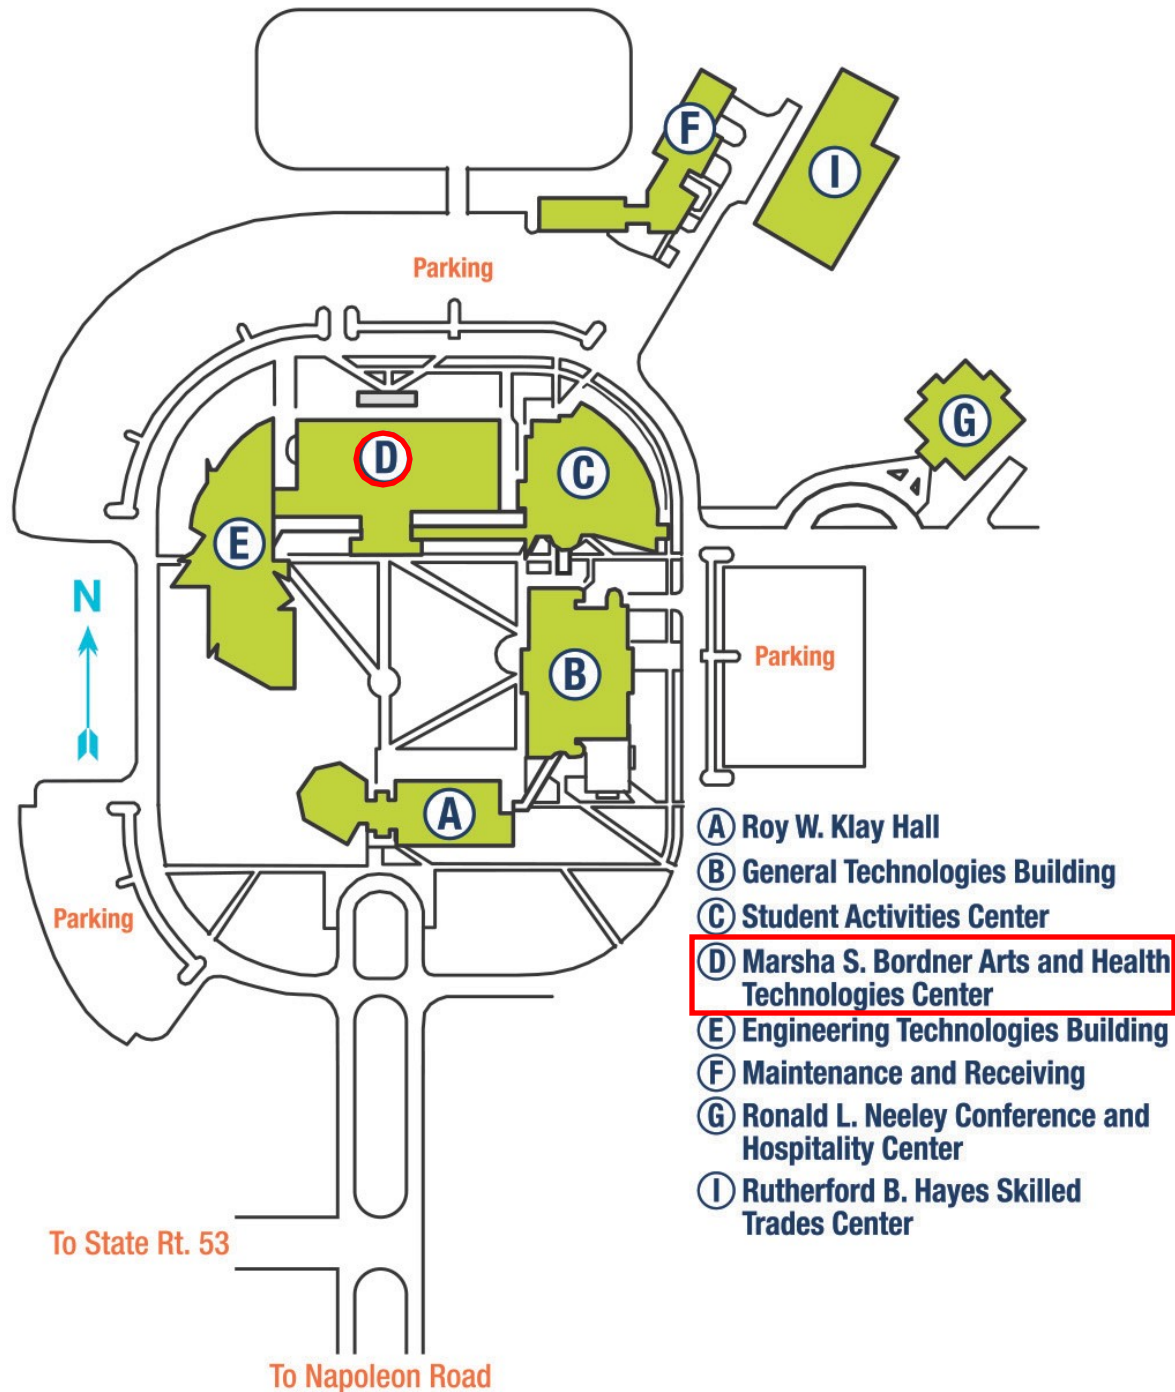 F
I
Parking
G
D
C
E
N
B
Parking
A
Parking
A Roy W. Klay Hall
B General Technologies Building
C Student Activities Center
D Marsha S. Bordner Arts and Health
Technologies Center
E Engineering Technologies Building
F Maintenance and Receiving
G Ronald L. Neeley Conference and
Hospitality Center
I Rutherford B. Hayes Skilled
Trades Center
To State Rt. 53
To Napoleon Road